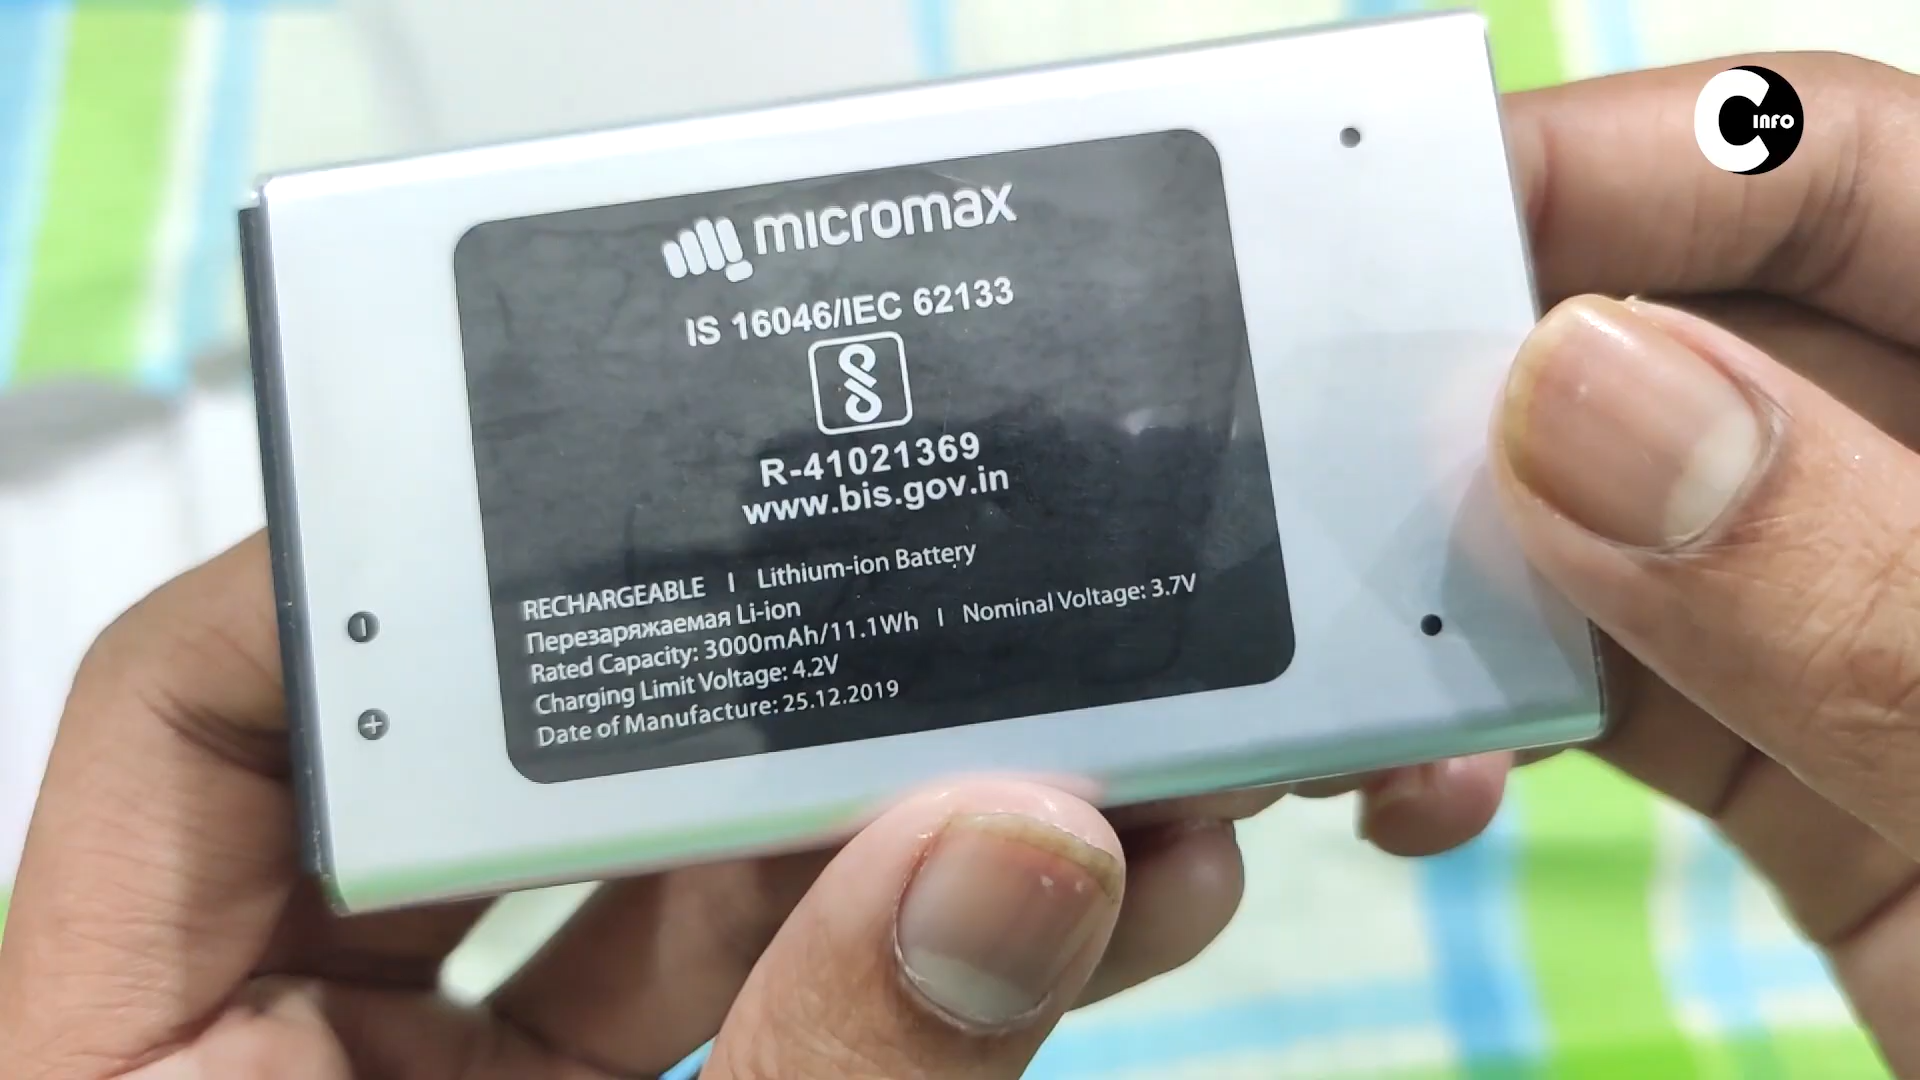 C INFO
micromax
IS 16046/IEC 62133
R-41021369
www.bis.gov.in
RECHARGEABLE | Lithium-ion Battery
Перезаряжаемая Li-ion
Rated Capacity: 3000mAh/11.1Wh | Nominal Voltage: 3.7V
Charging Limit Voltage: 4.2V
Date of Manufacture: 25.12.2019